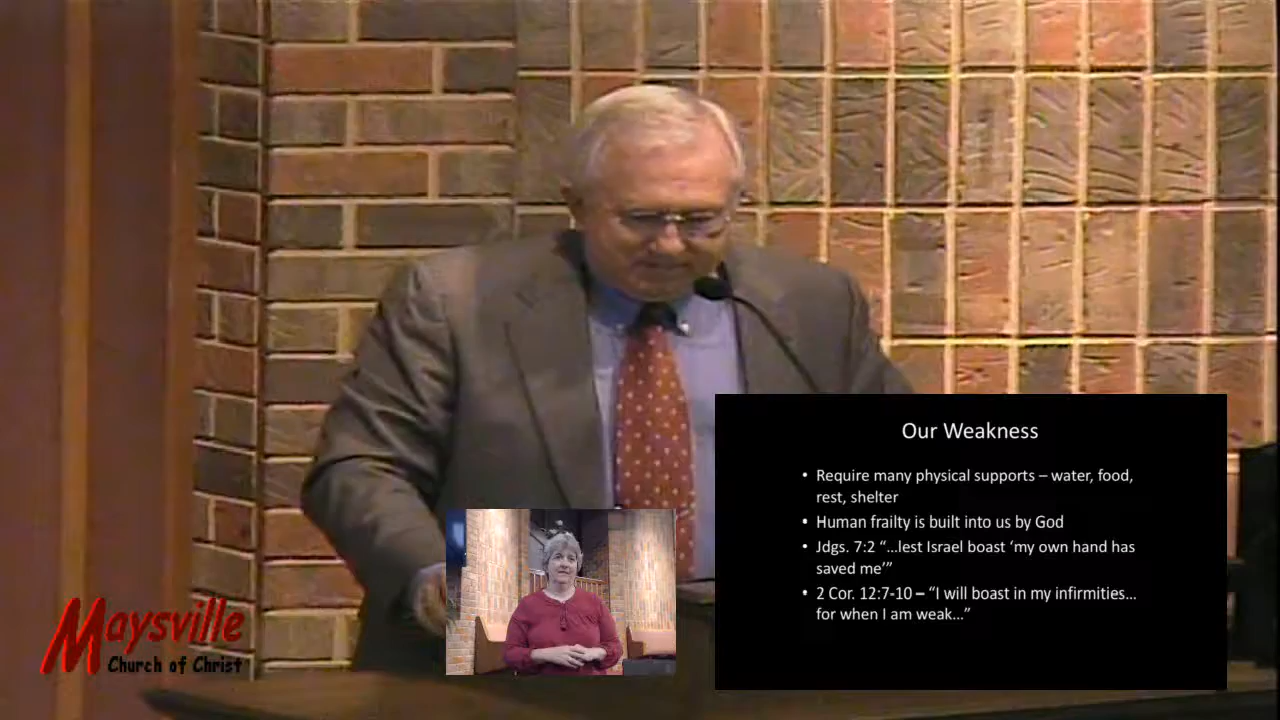 Our Weakness
• Require many physical supports – water, food,
rest, shelter
• Human frailty is built into us by God
• Jdgs. 7:2 “...lest Israel boast ‘my own hand has
saved me’”
• 2 Cor. 12:7-10 – “I will boast in my infirmities...
for when I am weak...”
Maysville
Church of Christ